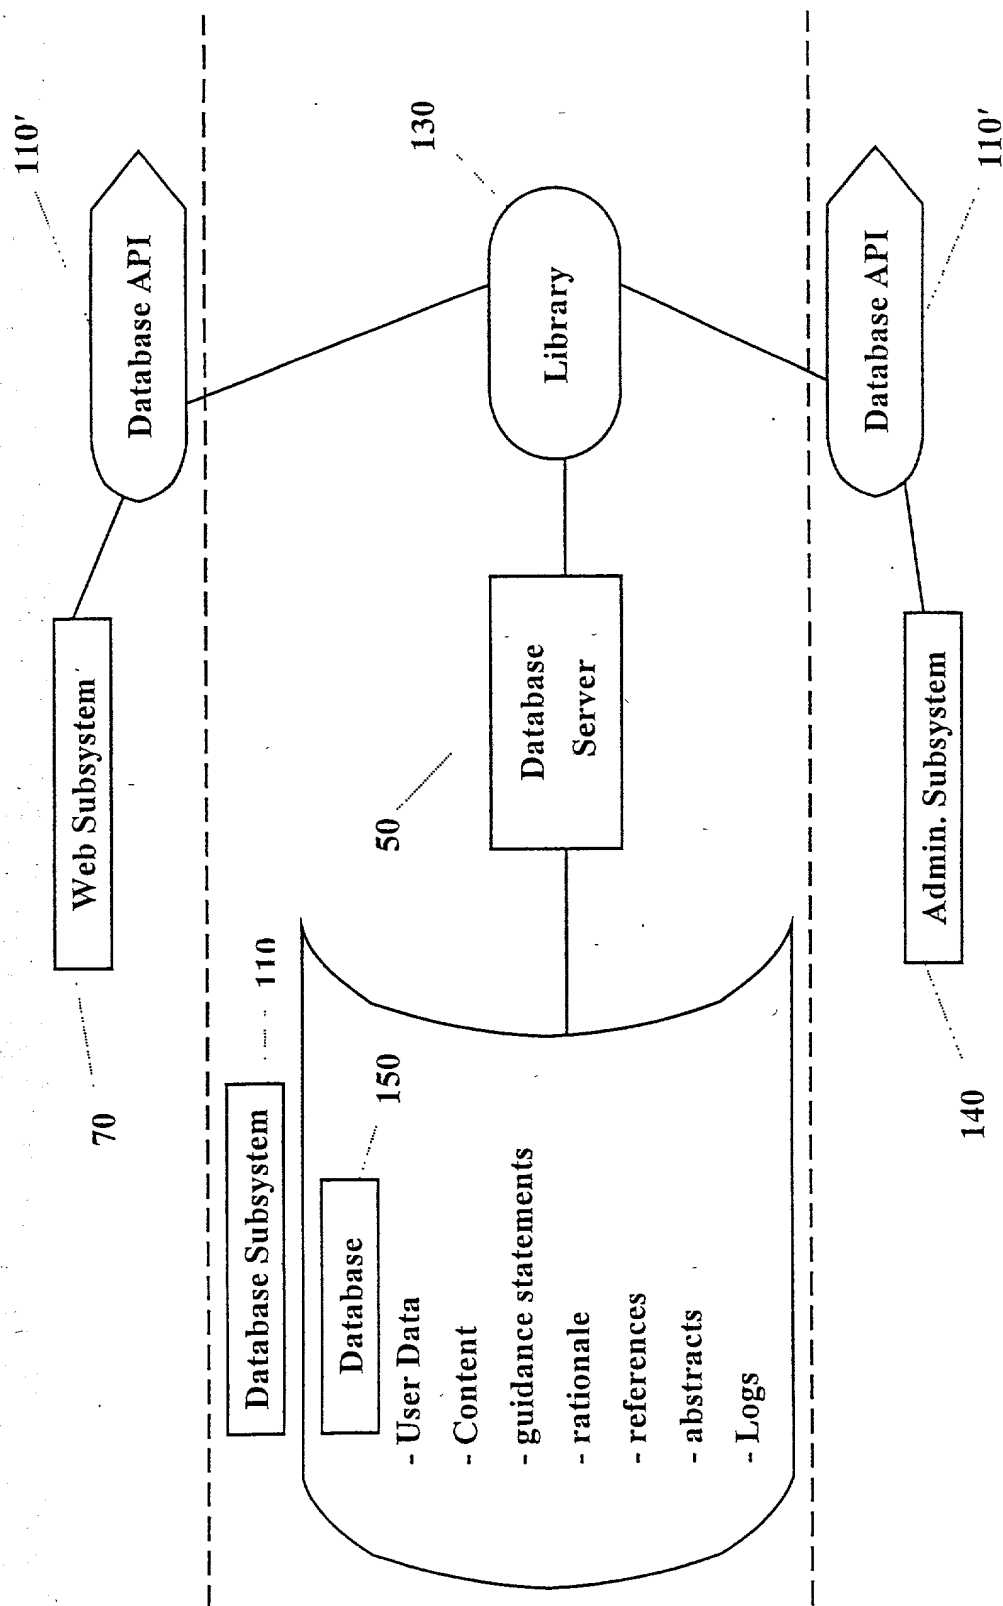 70
Web Subsystem
Database API
110'
Database Subsystem
110
Database
150
- User Data
- Content
- guidance statements
- rationale
- references
- abstracts
- Logs
50
Database
Server
Library
130
140
Admin. Subsystem
Database API
110'